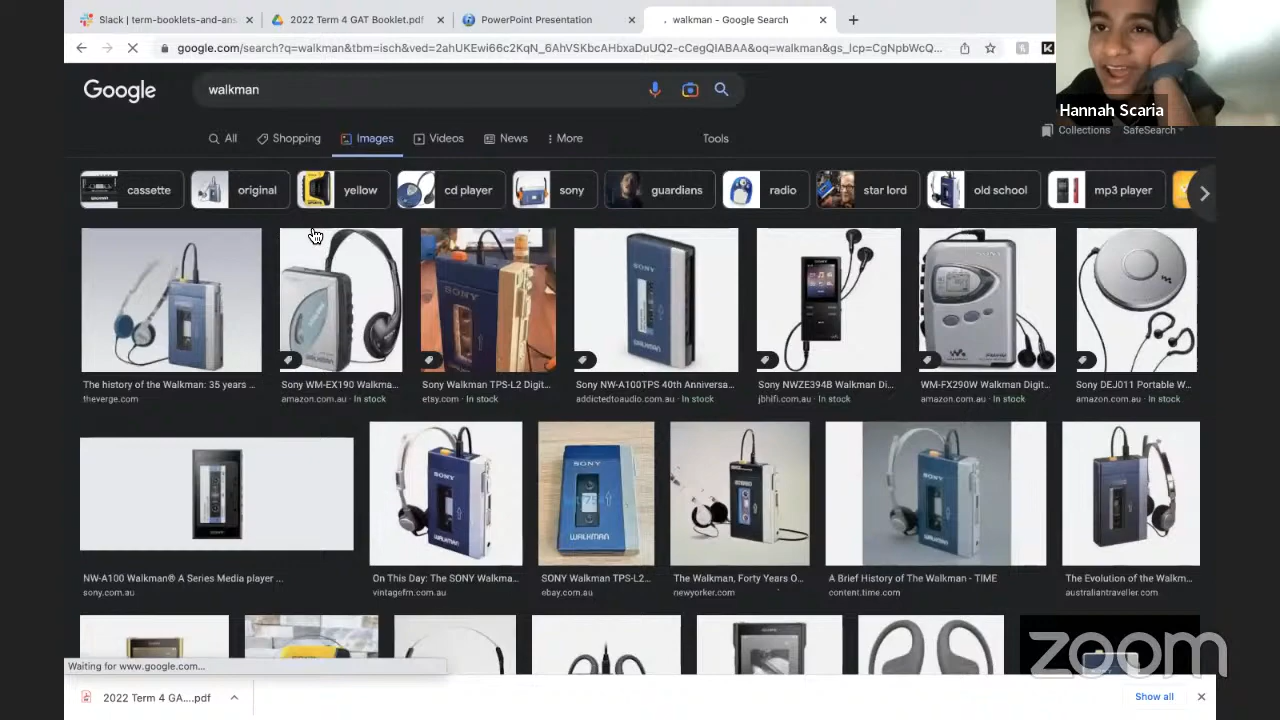 Slack | term-booklets-and-ans
2022 Term 4 GAT Booklet.pdf
PowerPoint Presentation
walkman - Google Search
google.com/search?q=walkman&tbm=isch&ved=2ahUKEwi66c2KqN_6AhVSKbcAHbxaDuUQ2-cCegQIABAA&oq=walkman&gs_lcp=CgNpbWcQ...
Hannah Scaria
Google
walkman
All
Shopping
Images
Videos
News
More
Tools
Collections
SafeSearch
cassette
original
yellow
cd player
sony
guardians
radio
star lord
old school
mp3 player
The history of the Walkman: 35 years ...
theverge.com
Sony WM-EX190 Walkma...
amazon.com.au · In stock
Sony Walkman TPS-L2 Digit...
etsy.com · In stock
Sony NW-A100TPS 40th Anniversa...
addictedtoaudio.com.au · In stock
Sony NWZE394B Walkman Di...
jbhifi.com.au · In stock
WM-FX290W Walkman Digit...
amazon.com.au · In stock
Sony DEJ011 Portable W...
amazon.com.au · In stock
NW-A100 Walkman® A Series Media player ...
sony.com.au
On This Day: The SONY Walkma...
vintagefm.com.au
SONY Walkman TPS-L2...
ebay.com.au
The Walkman, Forty Years O...
newyorker.com
A Brief History of The Walkman - TIME
content.time.com
The Evolution of the Walkm...
australiantraveller.com
zoom
Waiting for www.google.com...
2022 Term 4 GA....pdf
Show all